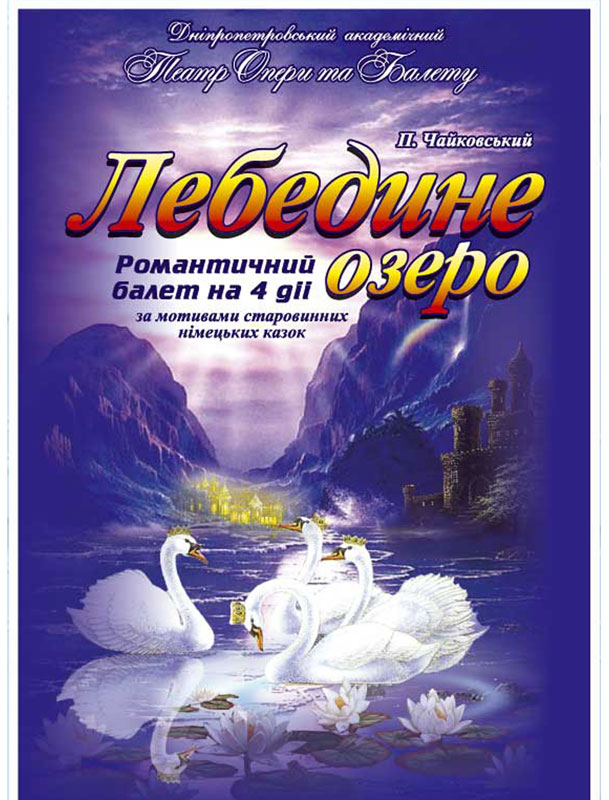 Дніпропетровський академічний
Театр Опери та Балету
П. Чайковський
Лебедине
озеро
Романтичний
балет на 4 дії
за мотивами старовинних
німецьких казок